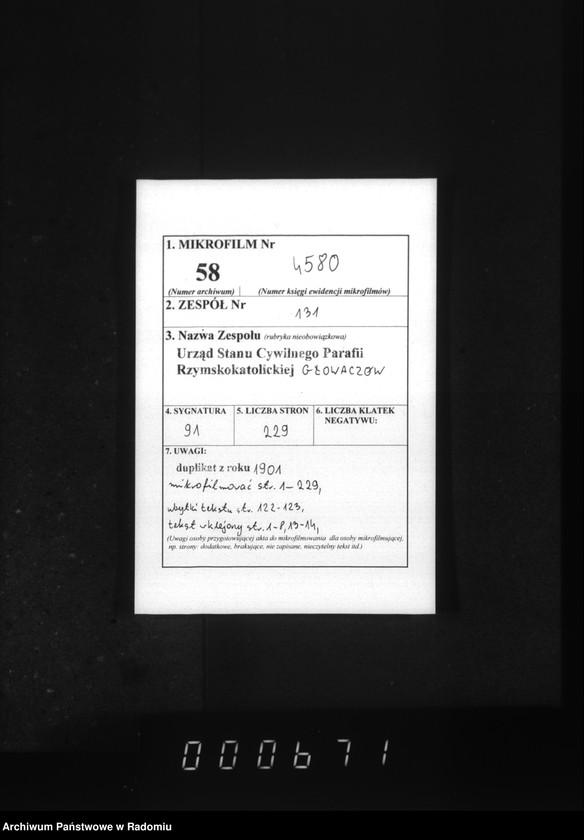 1. MIKROFILM Nr
58 4580
(Numer archiwum) (Numer księgi ewidencji mikrofilmów)
2. ZESPÓŁ Nr
131
3. Nazwa Zespołu (rubryka nieobowiązkowa)
Urząd Stanu Cywilnego Parafii
Rzymskokatolickiej GŁOWACZÓW
4. SYGNATURA 5. LICZBA STRON 6. LICZBA KLATEK
NEGATYWU:
91 229
7. UWAGI:
duplikat z roku 1901
mikrofilmować str. 1-229,
ubytki tekstu str. 122-123,
tekst wklejony str. 1-8, 13-14,
(Uwagi osoby przygotowującej akta do mikrofilmowania dla osoby mikrofilmującej,
np. strony: dodatkowe, brakujące, nie zapisane, nieczytelny tekst itd.)
000671
Archiwum Państwowe w Radomiu